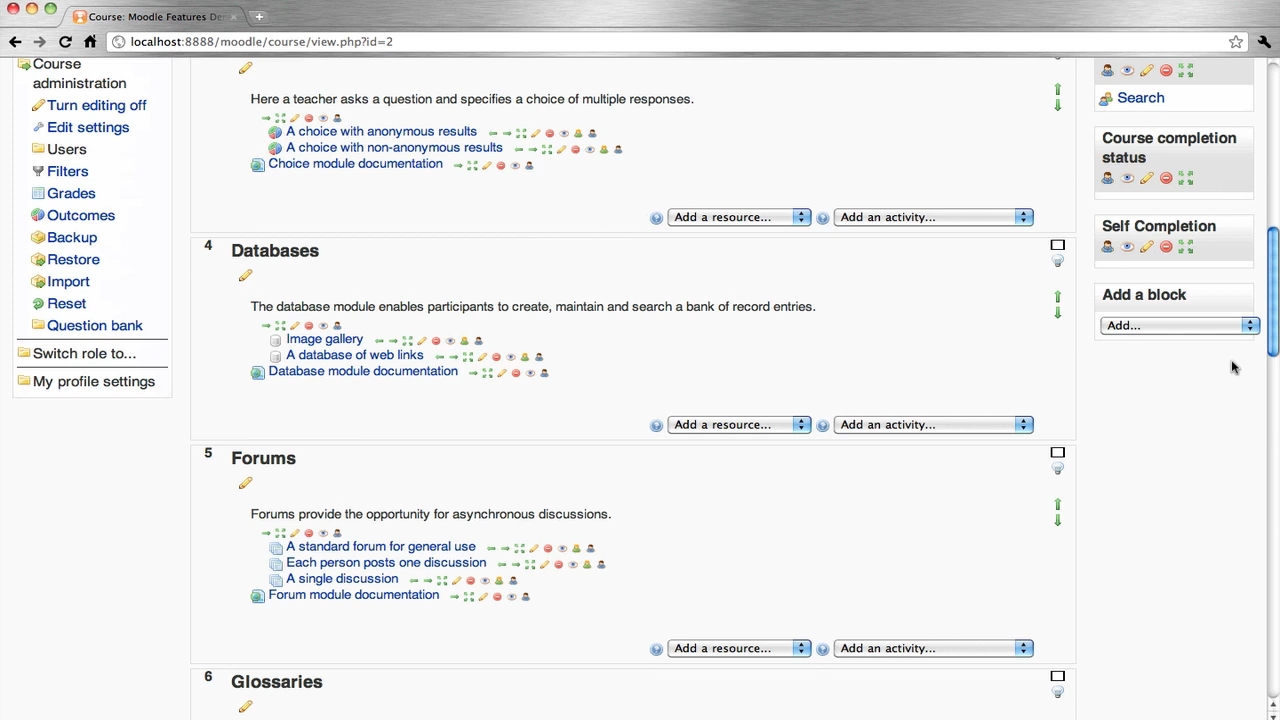 Course: Moodle Features De
localhost:8888/moodle/course/view.php?id=2
Course
administration
Turn editing off
Edit settings
Users
Filters
Grades
Outcomes
Backup
Restore
Import
Reset
Question bank
Switch role to...
My profile settings
Here a teacher asks a question and specifies a choice of multiple responses.
A choice with anonymous results
A choice with non-anonymous results
Choice module documentation
Add a resource... Add an activity...
4 Databases
The database module enables participants to create, maintain and search a bank of record entries.
Image gallery
A database of web links
Database module documentation
Add a resource... Add an activity...
5 Forums
Forums provide the opportunity for asynchronous discussions.
A standard forum for general use
Each person posts one discussion
A single discussion
Forum module documentation
Add a resource... Add an activity...
6 Glossaries
Search
Course completion
status
Self Completion
Add a block
Add...